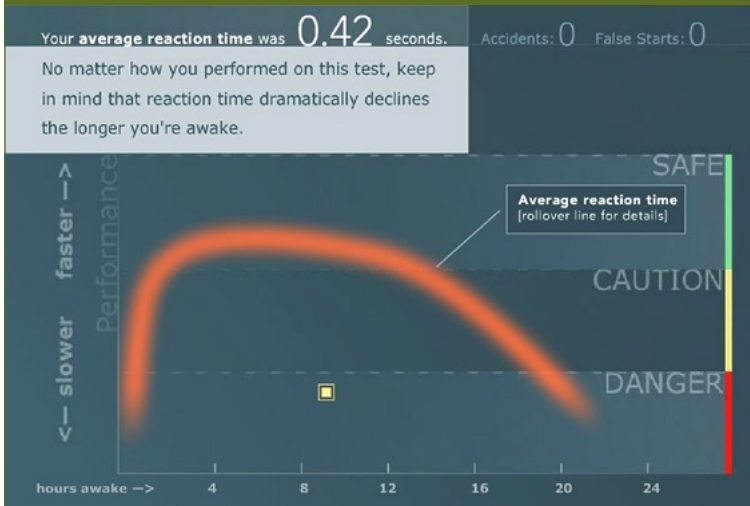 Your average reaction time was 0.42 seconds.
Accidents: 0 False Starts: 0
No matter how you performed on this test, keep
in mind that reaction time dramatically declines
the longer you're awake.
SAFE
Average reaction time
[rollover line for details]
CAUTION
DANGER
<— slower faster —>
Performance
hours awake —> 4 8 12 16 20 24